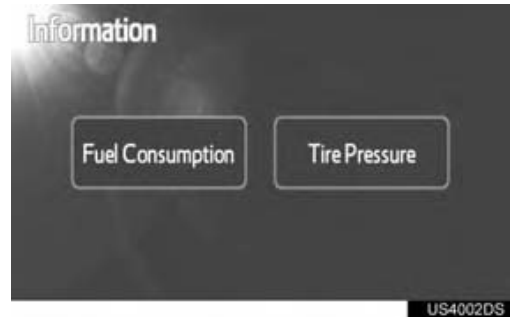 Information
Fuel Consumption
Tire Pressure
US4002DS